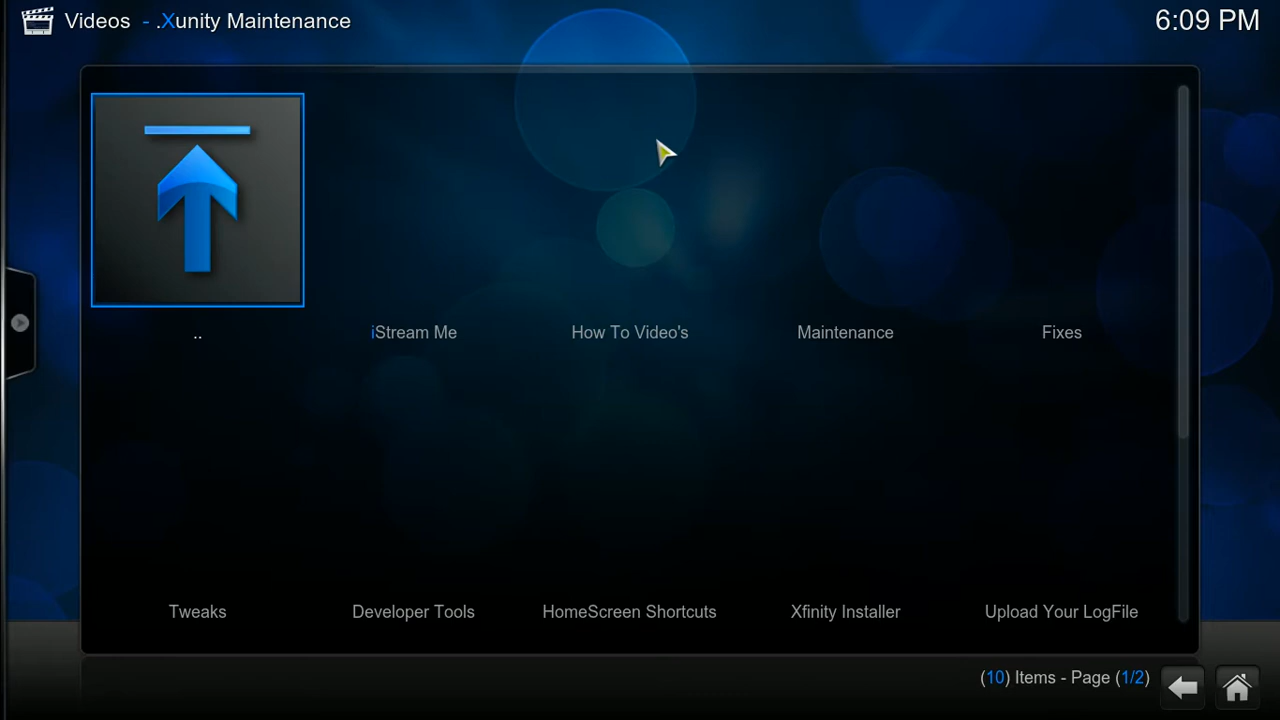 Videos - .Xunity Maintenance
6:09 PM
..
iStream Me
How To Video's
Maintenance
Fixes
Tweaks
Developer Tools
HomeScreen Shortcuts
Xfinity Installer
Upload Your LogFile
(10) Items - Page (1/2)